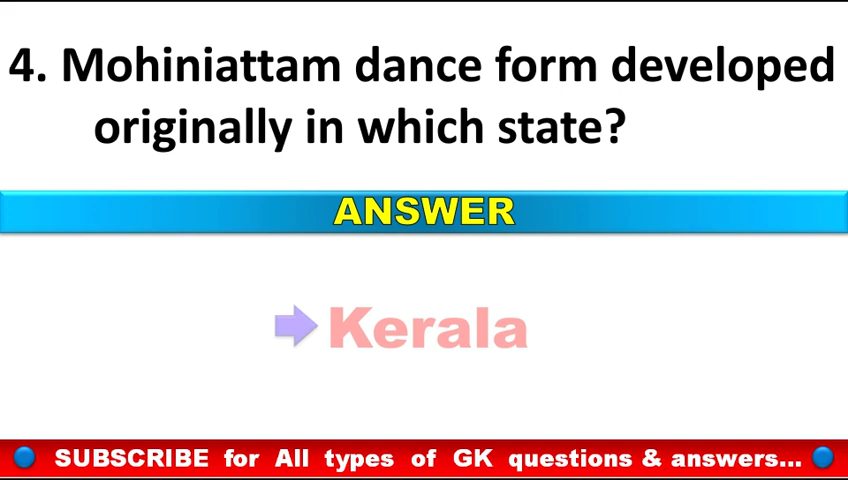 4. Mohiniattam dance form developed
originally in which state?
ANSWER
Kerala
SUBSCRIBE for All types of GK questions & answers...